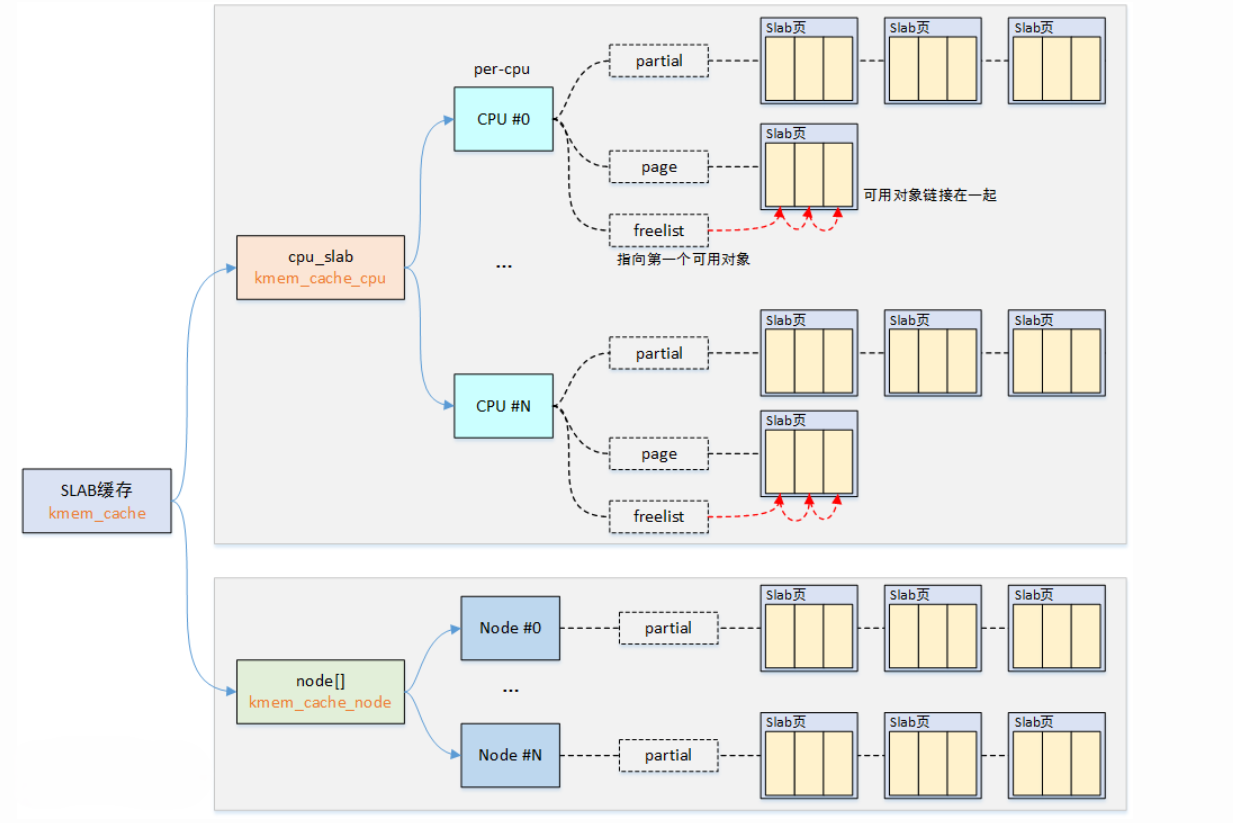 Slab页
Slab页
Slab页
partial
per-cpu
CPU #0
Slab页
page
可用对象链接在一起
freelist
指向第一个可用对象
cpu_slab
kmem_cache_cpu
...
Slab页
Slab页
Slab页
partial
CPU #N
Slab页
page
freelist
SLAB缓存
kmem_cache
Slab页
Slab页
Slab页
Node #0
partial
node[]
kmem_cache_node
...
Slab页
Slab页
Slab页
Node #N
partial